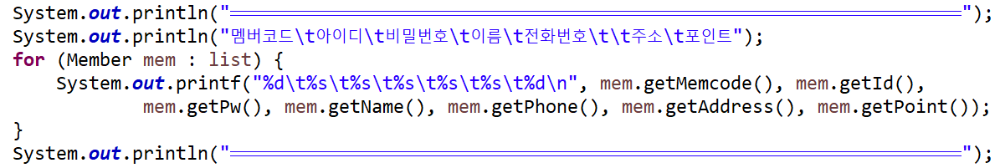 System.out.println("═══════════════════════════════════════════════════════════════════");
System.out.println("멤버코드\t아이디\t비밀번호\t이름\t전화번호\t\t주소\t포인트");
for (Member mem : list) {
System.out.printf("%d\t%s\t%s\t%s\t%s\t%s\t%d\n", mem.getMemcode(), mem.getId(),
mem.getPw(), mem.getName(), mem.getPhone(), mem.getAddress(), mem.getPoint());
}
System.out.println("═══════════════════════════════════════════════════════════════════");